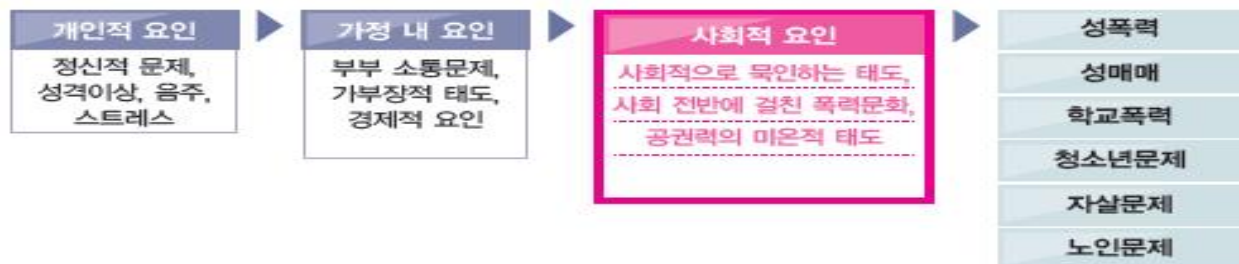 개인적 요인
정신적 문제,
성격이상, 음주,
스트레스
가정 내 요인
부부 소통문제,
가부장적 태도,
경제적 요인
사회적 요인
사회적으로 묵인하는 태도,
사회 전반에 걸친 폭력문화,
공권력의 미온적 태도
성폭력
성매매
학교폭력
청소년문제
자살문제
노인문제